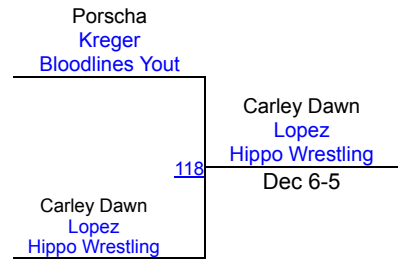 Porscha
Kreger
Bloodlines Yout
Carley Dawn
Lopez
Hippo Wrestling
118
Dec 6-5
Carley Dawn
Lopez
Hippo Wrestling